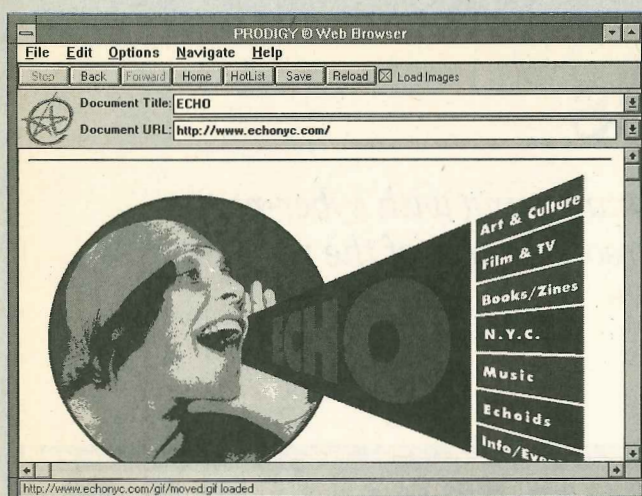 PRODIGY ® Web Browser
File Edit Options Navigate Help
Stop Back Forward Home HotList Save Reload Load Images
Document Title: ECHO
Document URL: http://www.echonyc.com/
ECHO
Art & Culture
Film & TV
Books/Zines
N.Y.C.
Music
Echoids
Info/Even
http://www.echonyc.com/gif/moved.gif loaded